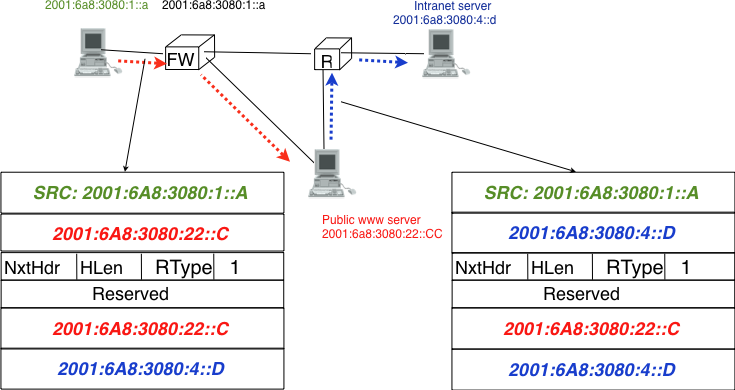 2001:6a8:3080:1::a
2001:6a8:3080:1::a
Intranet server
2001:6a8:3080:4::d
FW
R
Public www server
2001:6a8:3080:22::CC
SRC: 2001:6A8:3080:1::A
2001:6A8:3080:22::C
NxtHdr HLen RType 1
Reserved
2001:6A8:3080:22::C
2001:6A8:3080:4::D
SRC: 2001:6A8:3080:1::A
2001:6A8:3080:4::D
NxtHdr HLen RType 1
Reserved
2001:6A8:3080:22::C
2001:6A8:3080:4::D